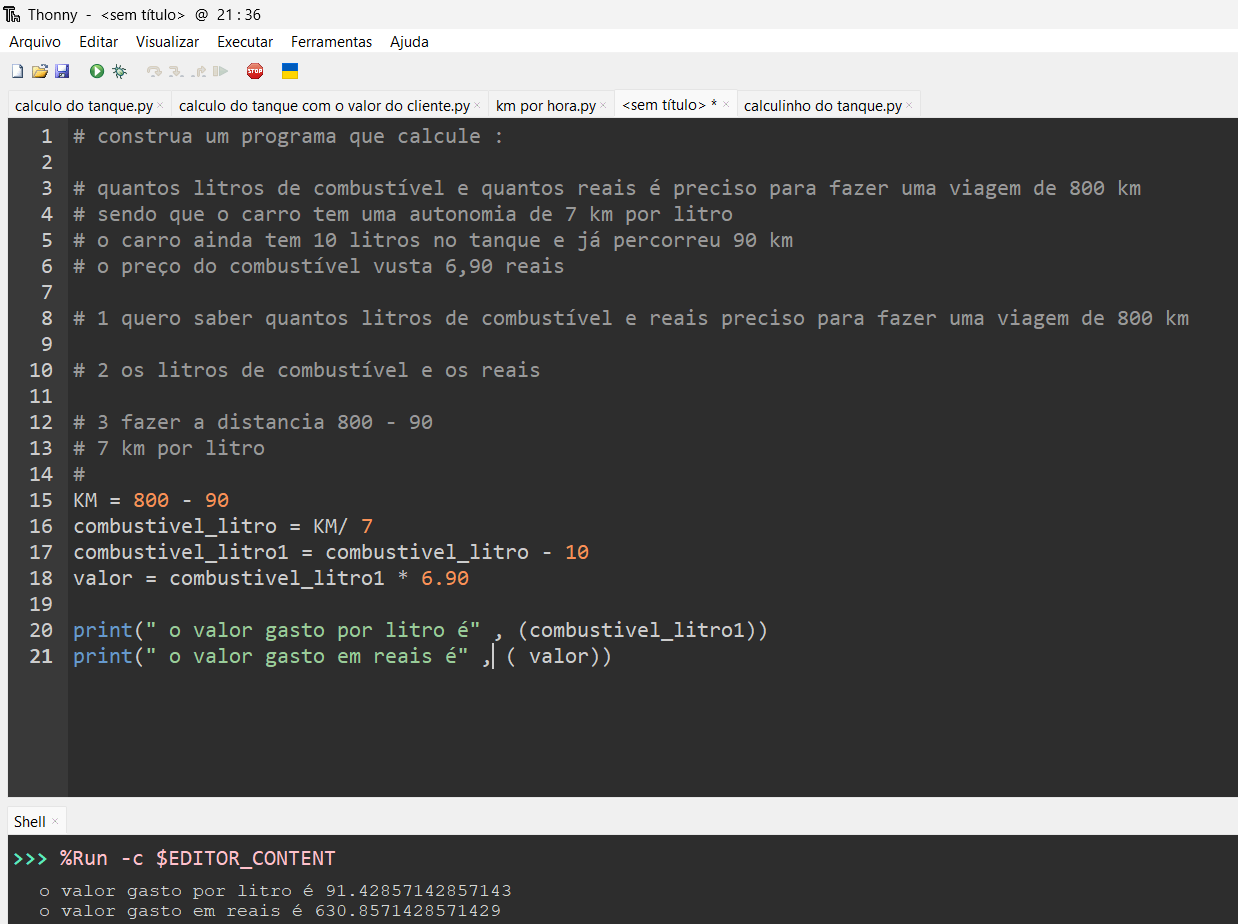 Thonny - <sem título> @ 21 : 36
Arquivo Editar Visualizar Executar Ferramentas Ajuda
STOP
calculo do tanque.py × calculo do tanque com o valor do cliente.py × km por hora.py × <sem título> * × calculinho do tanque.py ×
1 # construa um programa que calcule :
2
3 # quantos litros de combustível e quantos reais é preciso para fazer uma viagem de 800 km
4 # sendo que o carro tem uma autonomia de 7 km por litro
5 # o carro ainda tem 10 litros no tanque e já percorreu 90 km
6 # o preço do combustível vusta 6,90 reais
7
8 # 1 quero saber quantos litros de combustível e reais preciso para fazer uma viagem de 800 km
9
10 # 2 os litros de combustível e os reais
11
12 # 3 fazer a distancia 800 - 90
13 # 7 km por litro
14 #
15 KM = 800 - 90
16 combustivel_litro = KM/ 7
17 combustivel_litro1 = combustivel_litro - 10
18 valor = combustivel_litro1 * 6.90
19
20 print(" o valor gasto por litro é" , (combustivel_litro1))
21 print(" o valor gasto em reais é" , ( valor))
Shell ×
>>> %Run -c $EDITOR_CONTENT
o valor gasto por litro é 91.42857142857143
o valor gasto em reais é 630.8571428571429